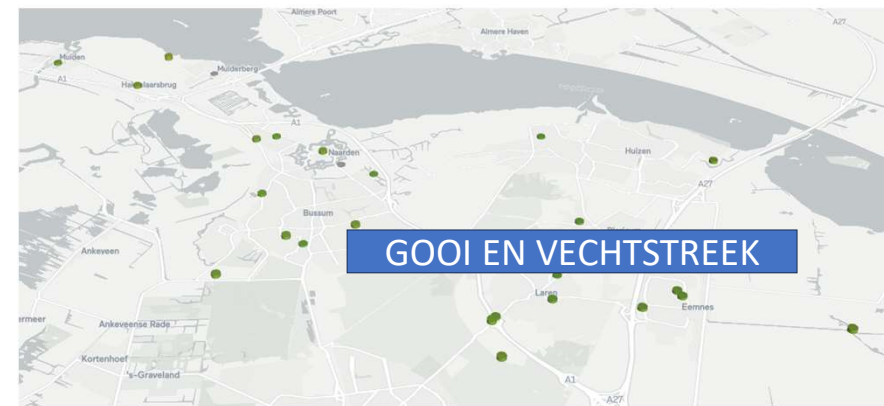 Almere Poort
A27
Almere Haven
Muiden
Muiderberg
A1
Hakkelaarsbrug
A1
Naarden
Huizen
A27
Bussum
GOOI EN VECHTSTREEK
Ankeveen
Laren
Eemnes
Ankeveense Rade
Kortenhoef
's-Graveland
A1
A27